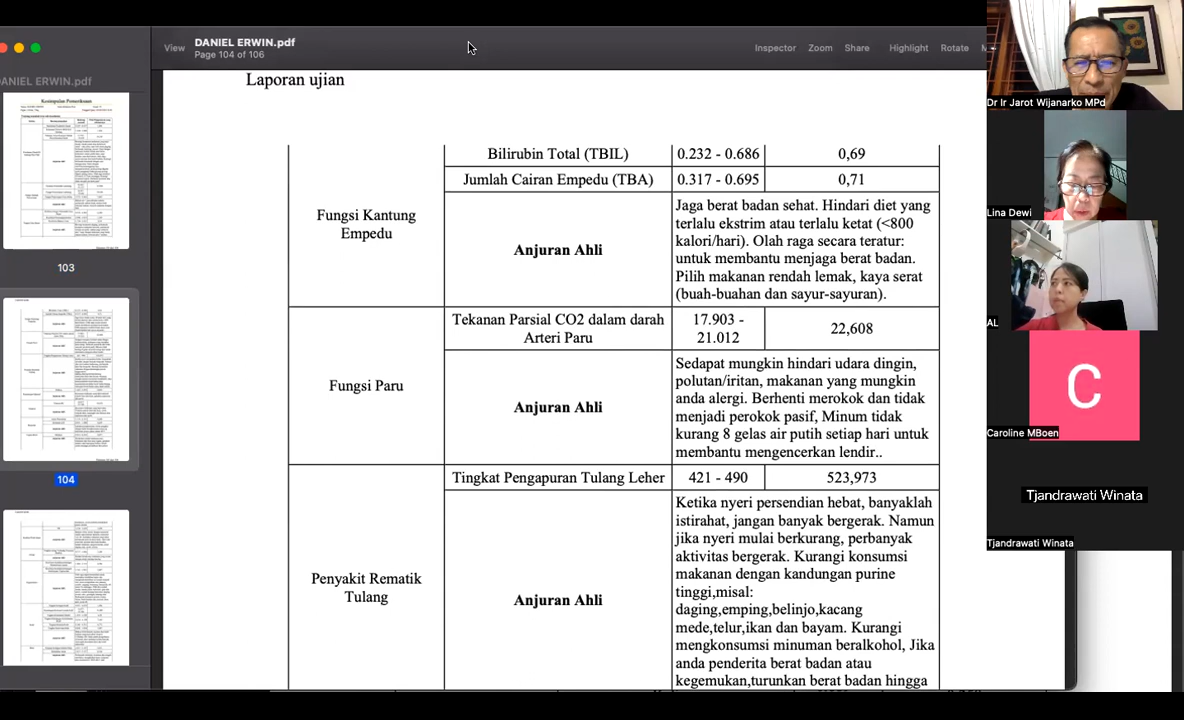 View
DANIEL ERWIN.pdf
Page 104 of 106
Inspector
Zoom
Share
Highlight
Rotate
ANIEL ERWIN.pdf
103
104
Laporan ujian
Bilirubin Total (TBIL)
0.232 - 0.686
0,69
Jumlah Cairan Empedu (TBA)
0.317 - 0.695
0,71
Fungsi Kantung
Empedu
Anjuran Ahli
Jaga berat badan sehat. Hindari diet yang
terlalu ekstrim atau terlalu ketat (<800
kalori/hari). Olah raga secara teratur:
untuk membantu menjaga berat badan.
Pilih makanan rendah lemak, kaya serat
(buah-buahan dan sayur-sayuran).
Tekanan Parsial CO2 dalam darah
Arteri Paru
17.903 -
21.012
22,608
Fungsi Paru
Anjuran Ahli
Sedapat mungkin hindari udara dingin,
polutan/iritan, makanan yang mungkin
anda alergi. Berhenti merokok dan tidak
menjadi perokok pasif, Minum tidak
kurang 8 gelas air putih setiap hari untuk
membantu mengencerkan lendir..
Tingkat Pengapuran Tulang Leher
421 - 490
523,973
Penyakit Rematik
Tulang
Anjuran Ahli
Ketika nyeri persendian hebat, banyaklah
istirahat, jangan banyak bergerak. Namun
jika nyeri mulai berkurang, perbanyak
aktivitas bergerak. Kurangi konsumsi
makanan dengan kandungan purine
tinggi,misal:
daging,emping,belinjo,kacang
mede,telur,ikan dan bayam. Kurangi
mengkonsumsi minuman beralkohol, Jika
anda penderita berat badan atau
kegemukan,turunkan berat badan hingga
Dr Ir Jarot Wijanarko MPd
Lina Dewi
AL
C
Caroline MBoen
Tjandrawati Winata
Tjandrawati Winata